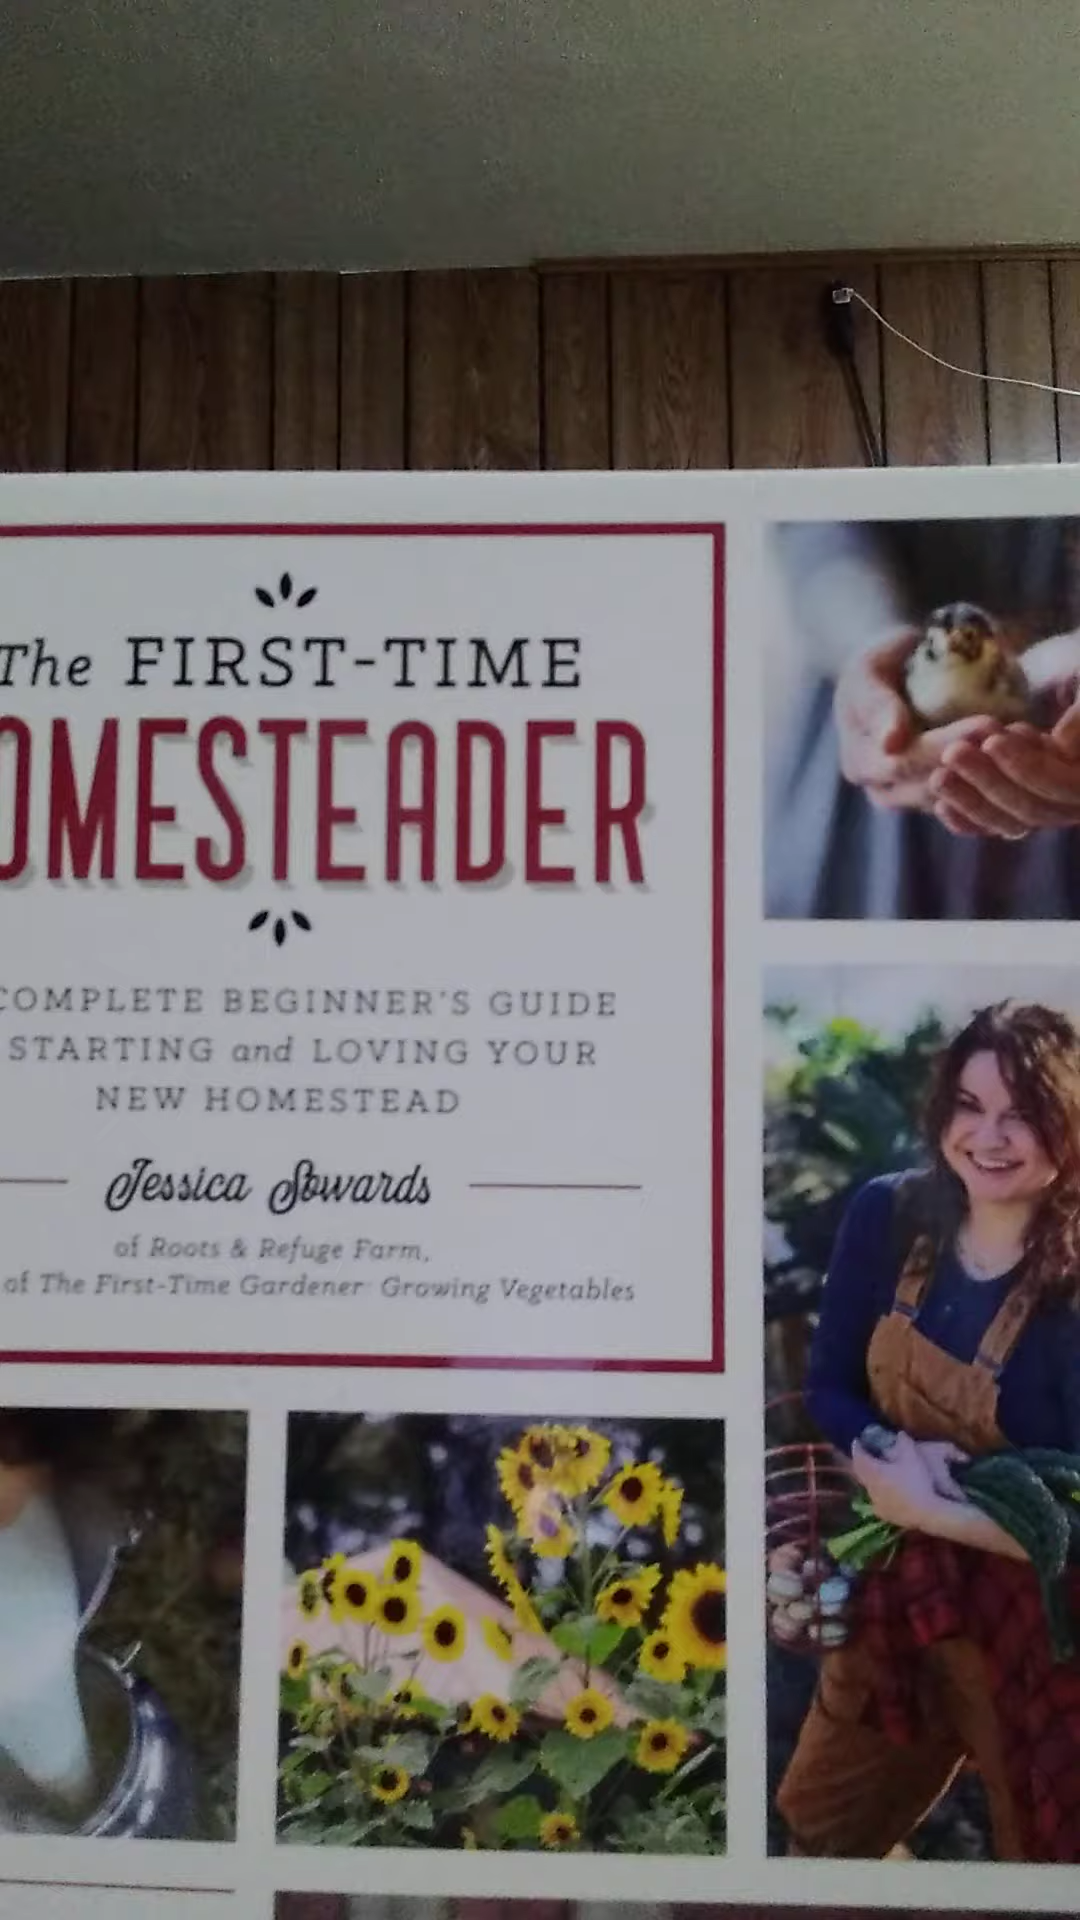 The FIRST-TIME
OMESTEADER
COMPLETE BEGINNER'S GUIDE
STARTING and LOVING YOUR
NEW HOMESTEAD
Jessica Sowards
of Roots & Refuge Farm,
of The First-Time Gardener: Growing Vegetables